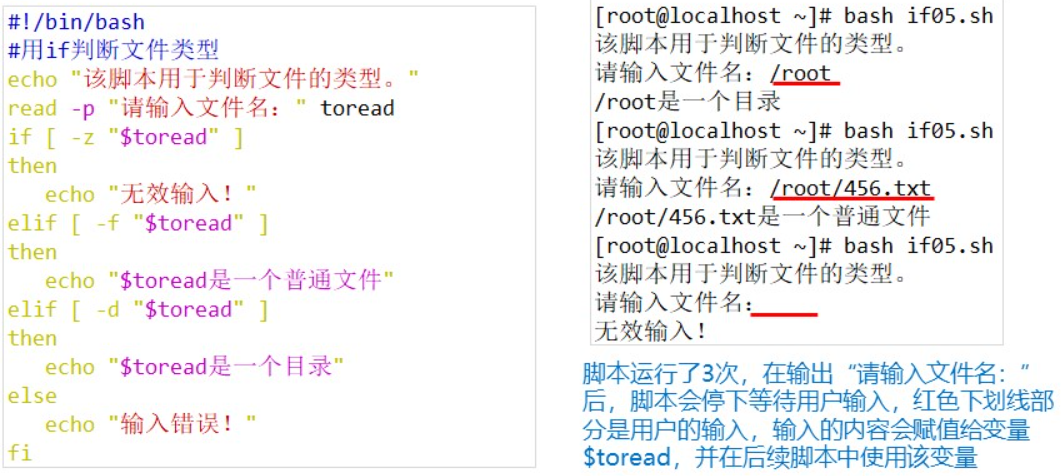 #!/bin/bash
#用if判断文件类型
echo "该脚本用于判断文件的类型。"
read -p "请输入文件名：" toread
if [ -z "$toread" ]
then
   echo "无效输入！"
elif [ -f "$toread" ]
then
   echo "$toread是一个普通文件"
elif [ -d "$toread" ]
then
   echo "$toread是一个目录"
else
   echo "输入错误！"
fi
[root@localhost ~]# bash if05.sh
该脚本用于判断文件的类型。
请输入文件名：/root
/root是一个目录
[root@localhost ~]# bash if05.sh
该脚本用于判断文件的类型。
请输入文件名：/root/456.txt
/root/456.txt是一个普通文件
[root@localhost ~]# bash if05.sh
该脚本用于判断文件的类型。
请输入文件名：
无效输入！
脚本运行了3次，在输出“请输入文件名：”
后，脚本会停下等待用户输入，红色下划线部
分是用户的输入，输入的内容会赋值给变量
$toread，并在后续脚本中使用该变量